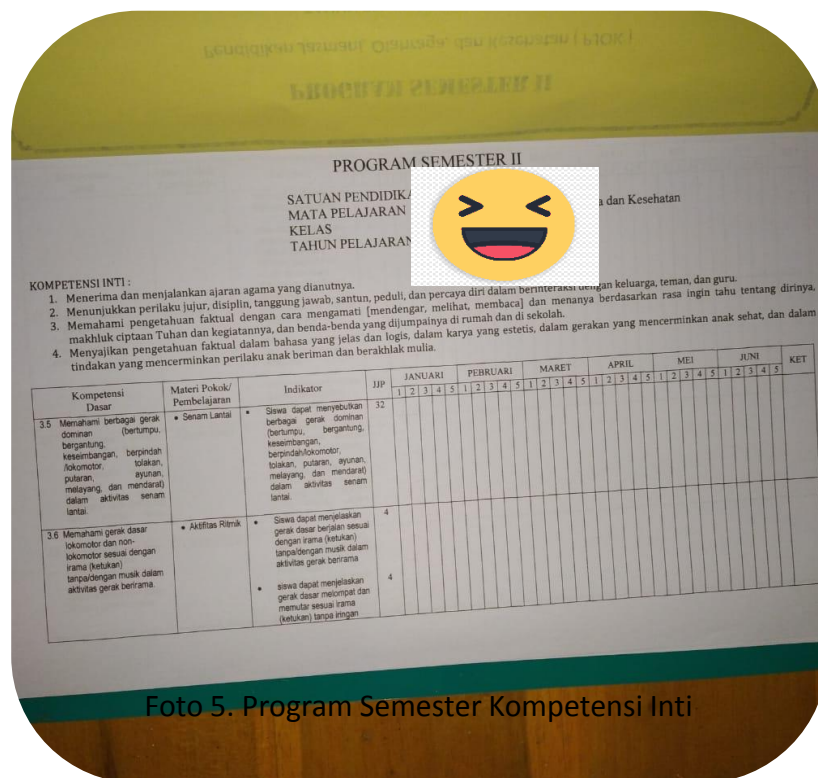 Pendidikan Jasmani, Olahraga, dan Kesehatan ( PJOK )
PROGRAM SEMESTER II
PROGRAM SEMESTER II
SATUAN PENDIDIKA
MATA PELAJARAN
a dan Kesehatan
KELAS
TAHUN PELAJARAN
KOMPETENSI INTI :
1. Menerima dan menjalankan ajaran agama yang dianutnya.
2. Menunjukkan perilaku jujur, disiplin, tanggung jawab, santun, peduli, dan percaya diri dalam berinteraksi dengan keluarga, teman, dan guru.
3. Memahami pengetahuan faktual dengan cara mengamati [mendengar, melihat, membaca] dan menanya berdasarkan rasa ingin tahu tentang dirinya,
makhluk ciptaan Tuhan dan kegiatannya, dan benda-benda yang dijumpainya di rumah dan di sekolah.
4. Menyajikan pengetahuan faktual dalam bahasa yang jelas dan logis, dalam karya yang estetis, dalam gerakan yang mencerminkan anak sehat, dan dalam
tindakan yang mencerminkan perilaku anak beriman dan berakhlak mulia.
Kompetensi
Dasar
Materi Pokok/
Pembelajaran
Indikator
JJP
JANUARI
PEBRUARI
MARET
APRIL
MEI
JUNI
KET
1 2 3 4 5 1 2 3 4 5 1 2 3 4 5 1 2 3 4 5 1 2 3 4 5 1 2 3 4 5
3.5 Memahami berbagai gerak
dominan (bertumpu,
bergantung,
keseimbangan, berpindah
/lokomotor, tolakan,
putaran, ayunan,
melayang, dan mendarat)
dalam aktivitas senam
lantai.
• Senam Lantai
• Siswa dapat menyebutkan
berbagai gerak dominan
(bertumpu, bergantung,
keseimbangan,
berpindah/lokomotor,
tolakan, putaran, ayunan,
melayang, dan mendarat)
dalam aktivitas senam
lantai.
32
3.6 Memahami gerak dasar
lokomotor dan non-
lokomotor sesuai dengan
irama (ketukan)
tanpa/dengan musik dalam
aktivitas gerak berirama.
• Aktifitas Ritmik
• Siswa dapat menjelaskan
gerak dasar berjalan sesuai
dengan irama (ketukan)
tanpa/dengan musik dalam
aktivitas gerak berirama
4
• siswa dapat menjelaskan
gerak dasar melompat dan
memutar sesuai irama
(ketukan) tanpa iringan
4
Foto 5. Program Semester Kompetensi Inti